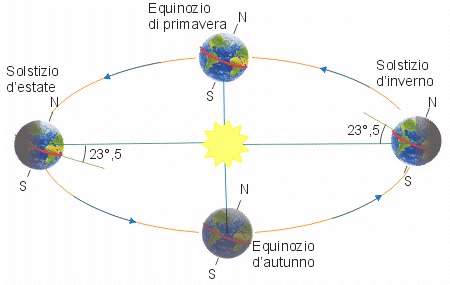 Equinozio
di primavera
N
S
Solstizio
d'estate
N
S
23°,5
Solstizio
d'inverno
N
S
23°,5
N
S
Equinozio
d'autunno